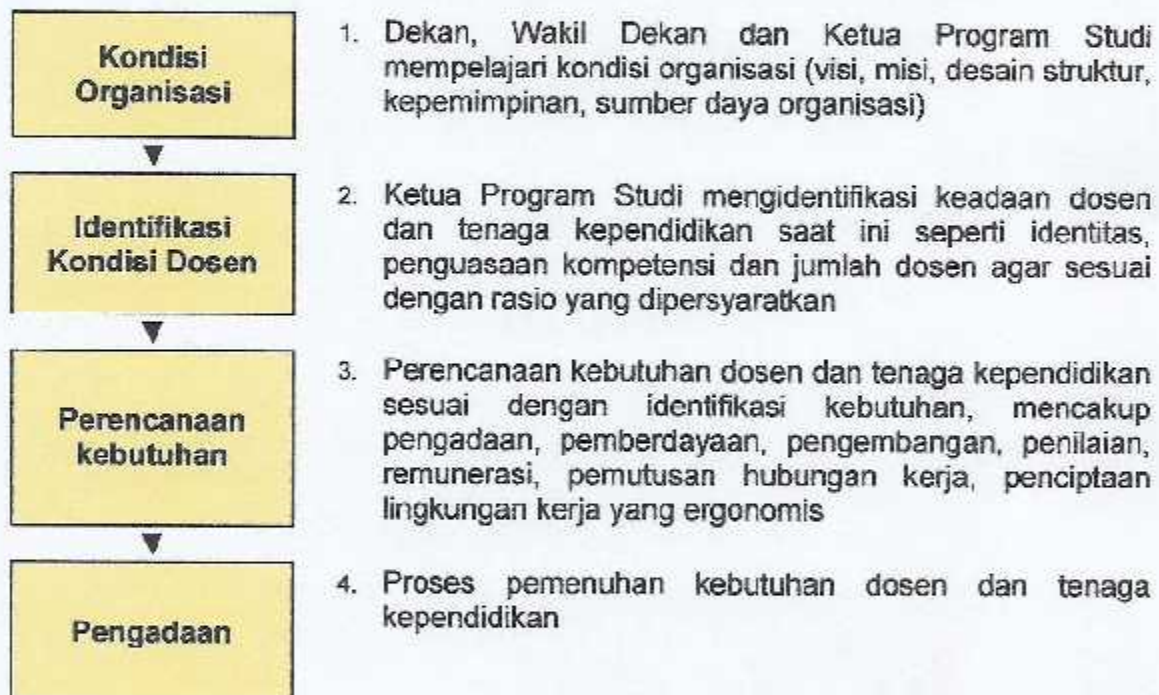 Kondisi
Organisasi
1. Dekan, Wakil Dekan dan Ketua Program Studi
mempelajari kondisi organisasi (visi, misi, desain struktur,
kepemimpinan, sumber daya organisasi)
Identifikasi
Kondisi Dosen
2. Ketua Program Studi mengidentifikasi keadaan dosen
dan tenaga kependidikan saat ini seperti identitas,
penguasaan kompetensi dan jumlah dosen agar sesuai
dengan rasio yang dipersyaratkan
Perencanaan
kebutuhan
3. Perencanaan kebutuhan dosen dan tenaga kependidikan
sesuai dengan identifikasi kebutuhan, mencakup
pengadaan, pemberdayaan, pengembangan, penilaian,
remunerasi, pemutusan hubungan kerja, penciptaan
lingkungan kerja yang ergonomis
Pengadaan
4. Proses pemenuhan kebutuhan dosen dan tenaga
kependidikan